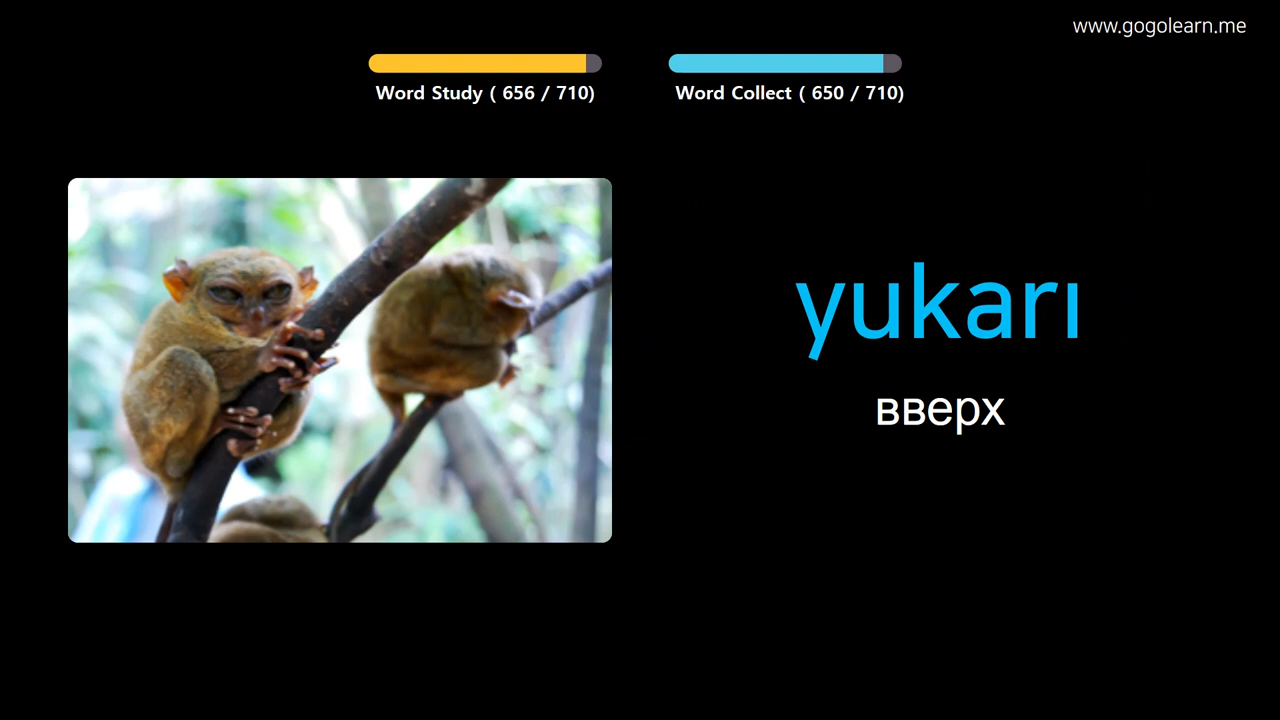 www.gogolearn.me
Word Study ( 656 / 710)
Word Collect ( 650 / 710)
yukarı
вверх